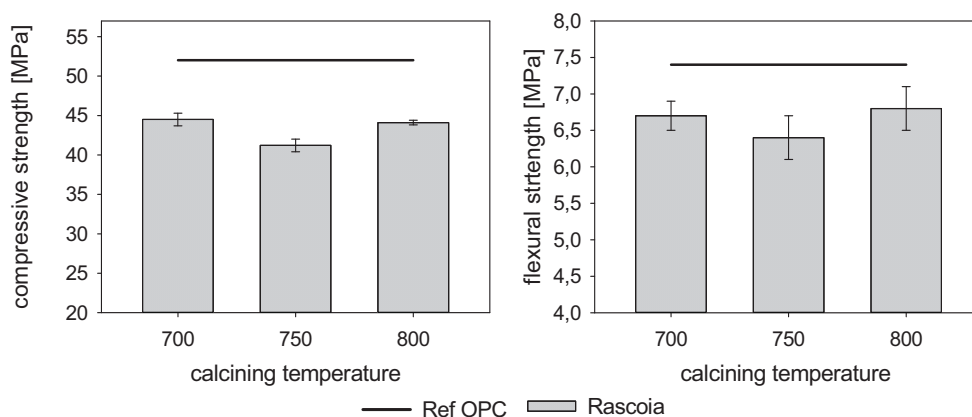 compressive strength [MPa]
55
50
45
40
35
30
25
20
700 750 800
calcining temperature
flexural strtength [MPa]
8,0
7,5
7,0
6,5
6,0
5,5
5,0
4,5
4,0
700 750 800
calcining temperature
Ref OPC Rascoia